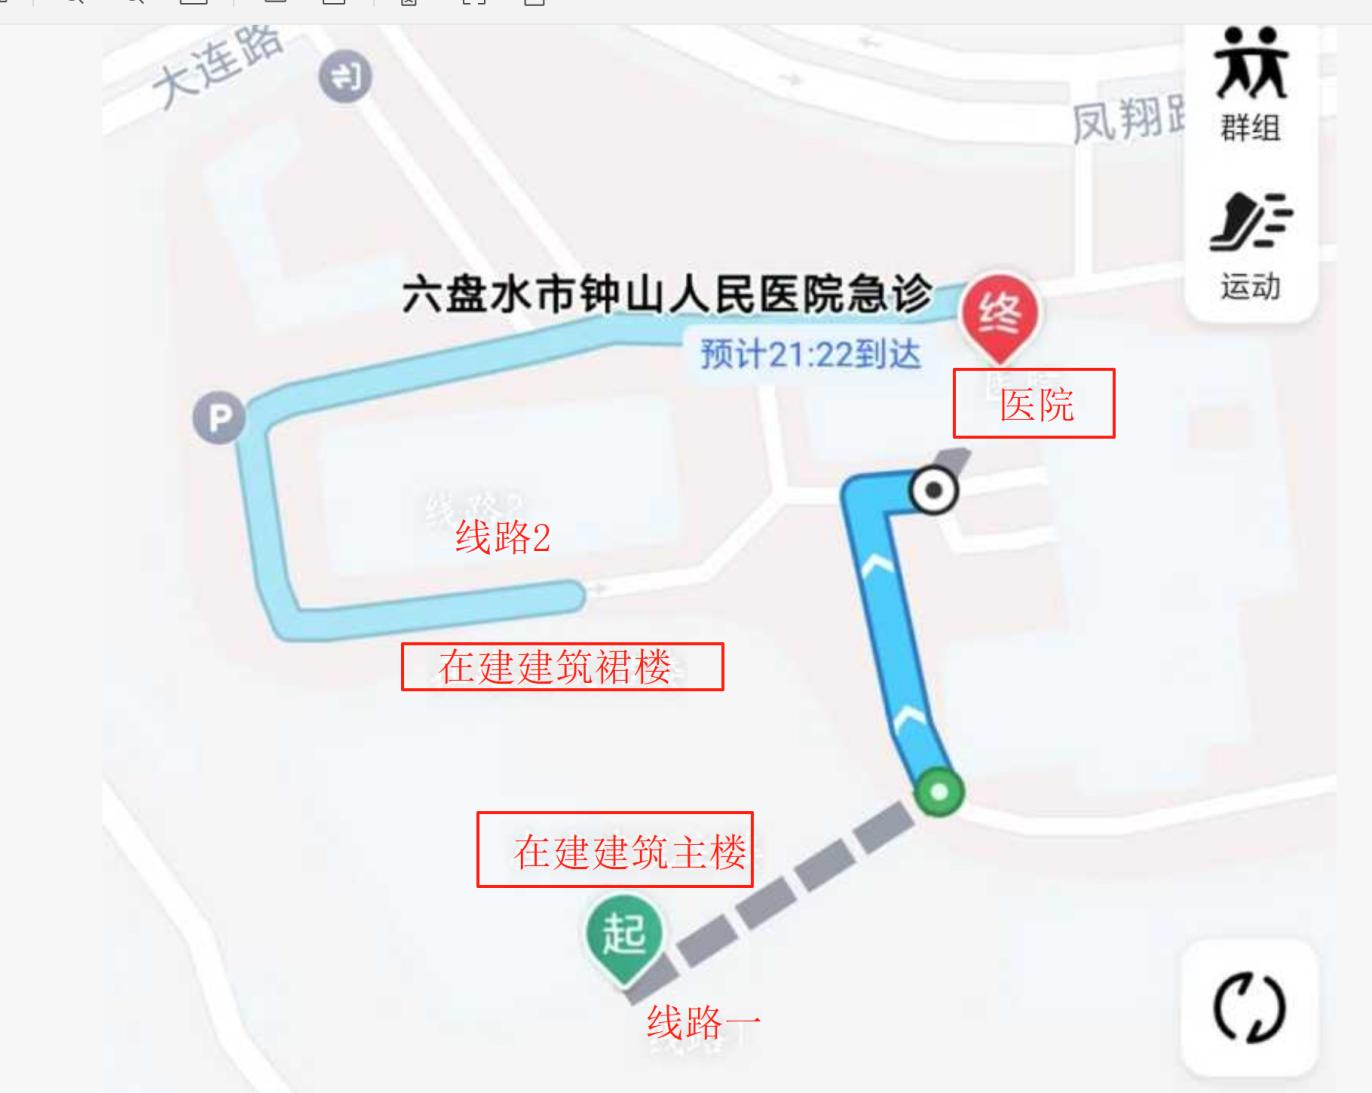 大连路
凤翔路
群组
运动
六盘水市钟山人民医院急诊
终
预计21:22到达
医院
P
线路2
在建建筑裙楼
在建建筑主楼
起
线路一